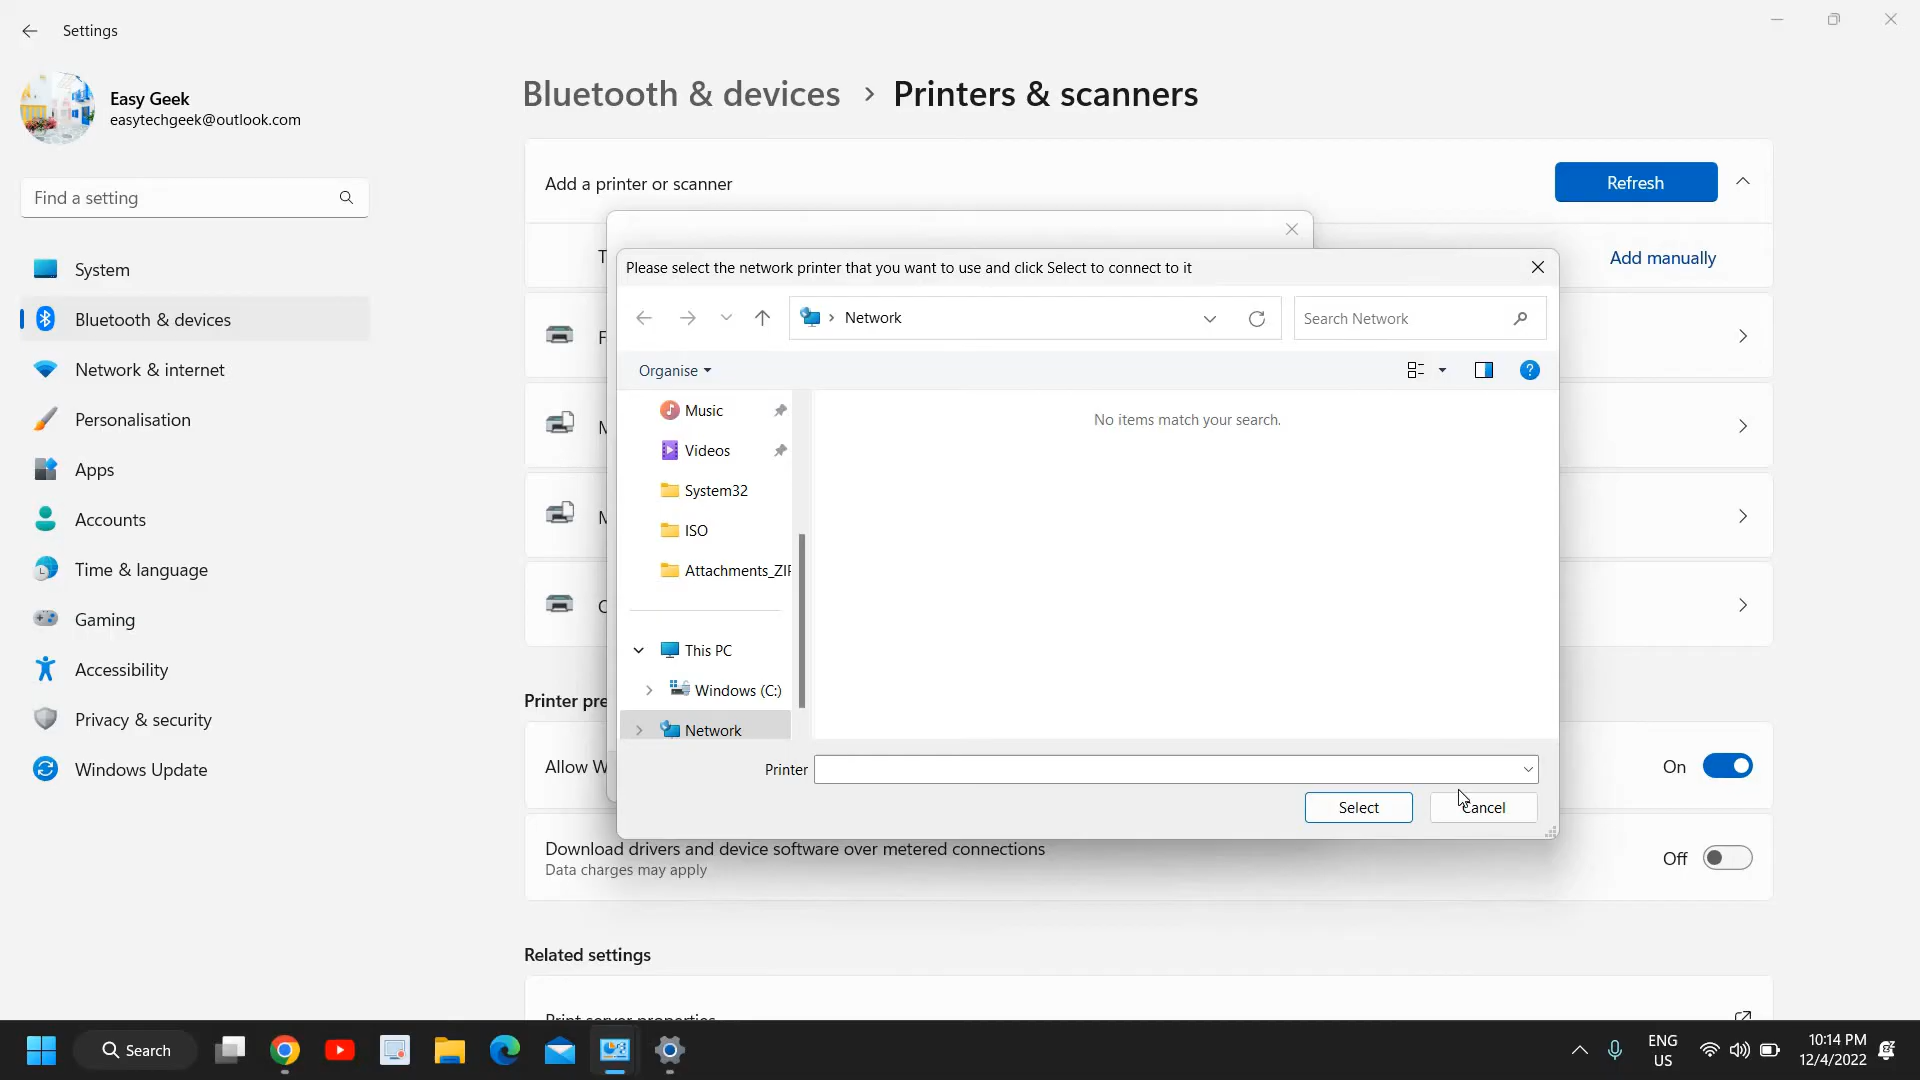 Settings
Easy Geek
easytechgeek@outlook.com
Find a setting
System
Bluetooth & devices
Network & internet
Personalisation
Apps
Accounts
Time & language
Gaming
Accessibility
Privacy & security
Windows Update
Bluetooth & devices › Printers & scanners
Add a printer or scanner
Refresh
T
Add manually
Please select the network printer that you want to use and click Select to connect to it
Network
Search Network
Organise
Music
Videos
System32
ISO
Attachments_ZIP
This PC
Windows (C:)
Network
No items match your search.
Printer
Select
Cancel
Printer pre
Allow W
On
Download drivers and device software over metered connections
Data charges may apply
Off
Related settings
Print server properties
Search
ENG
US
10:14 PM
12/4/2022